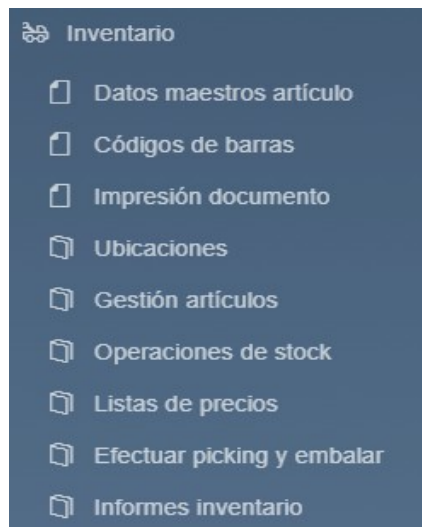 Inventario
Datos maestros artículo
Códigos de barras
Impresión documento
Ubicaciones
Gestión artículos
Operaciones de stock
Listas de precios
Efectuar picking y embalar
Informes inventario